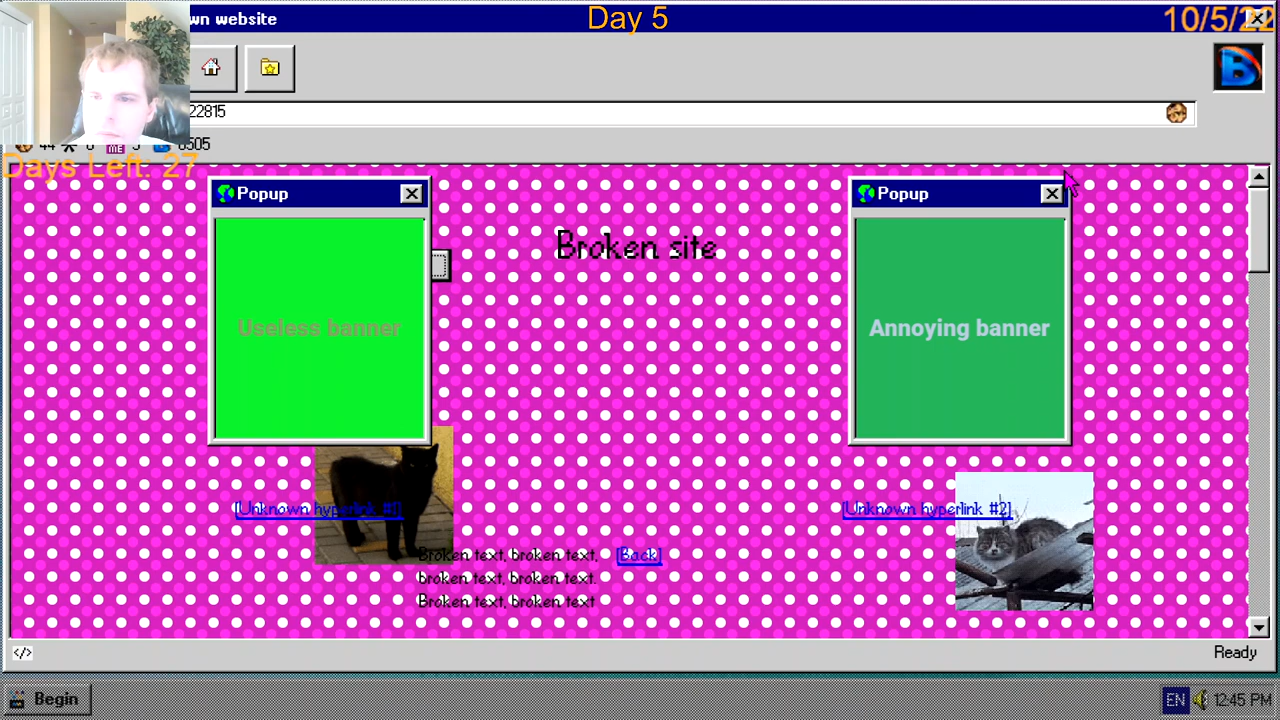 wn website
Day 5
10/5/22
22815
44
505
Days Left: 27
Popup
Popup
Broken site
Useless banner
Annoying banner
[Unknown hyperlink #1]
[Unknown hyperlink #2]
Broken text, broken text,
[Back]
broken text, broken text.
Broken text, broken text
</> Ready
Begin
EN 12:45 PM